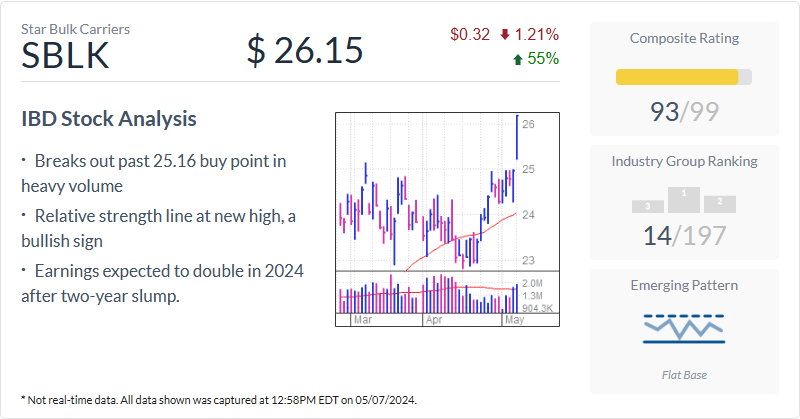 Star Bulk Carriers
SBLK
$ 26.15
$0.32 1.21%
55%
IBD Stock Analysis
· Breaks out past 25.16 buy point in
heavy volume
· Relative strength line at new high, a
bullish sign
· Earnings expected to double in 2024
after two-year slump.
26
25
24
23
2.0M
1.3M
904.3K
Mar Apr May
Composite Rating
93/99
Industry Group Ranking
3 1 2
14/197
Emerging Pattern
Flat Base
* Not real-time data. All data shown was captured at 12:58PM EDT on 05/07/2024.